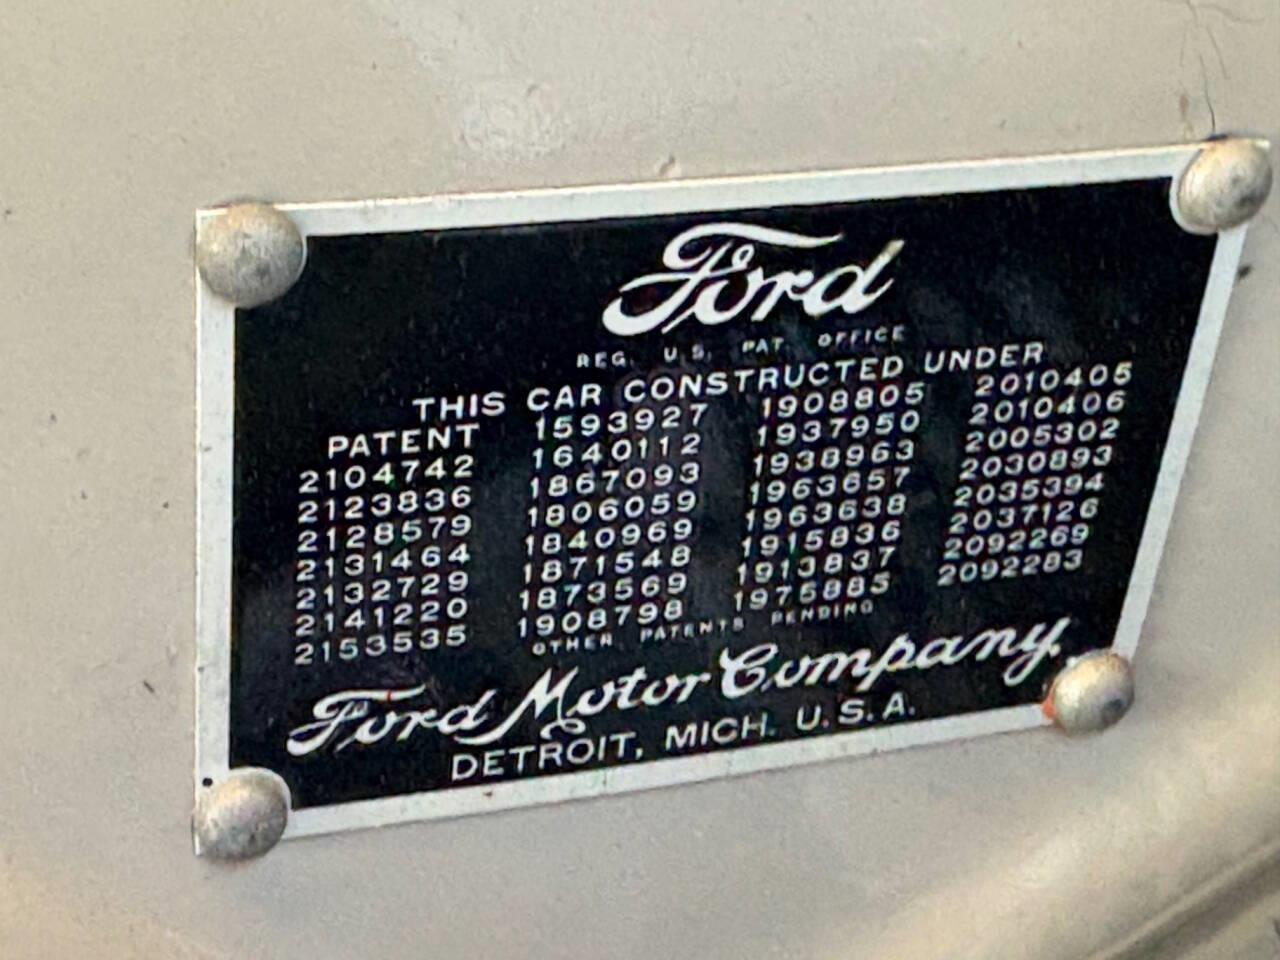 Ford
REG. U.S. PAT. OFFICE
THIS CAR CONSTRUCTED UNDER
PATENT 1593927 1908805 2010405
2104742 1640112 1937950 2010406
2123836 1867093 1938963 2005302
2128579 1806059 1963657 2030893
2131464 1840969 1963638 2035394
2132729 1871548 1915836 2037126
2141220 1873569 1913837 2092269
2153535 1908798 1975885 2092283
OTHER PATENTS PENDING
Ford Motor Company.
DETROIT, MICH. U.S.A.